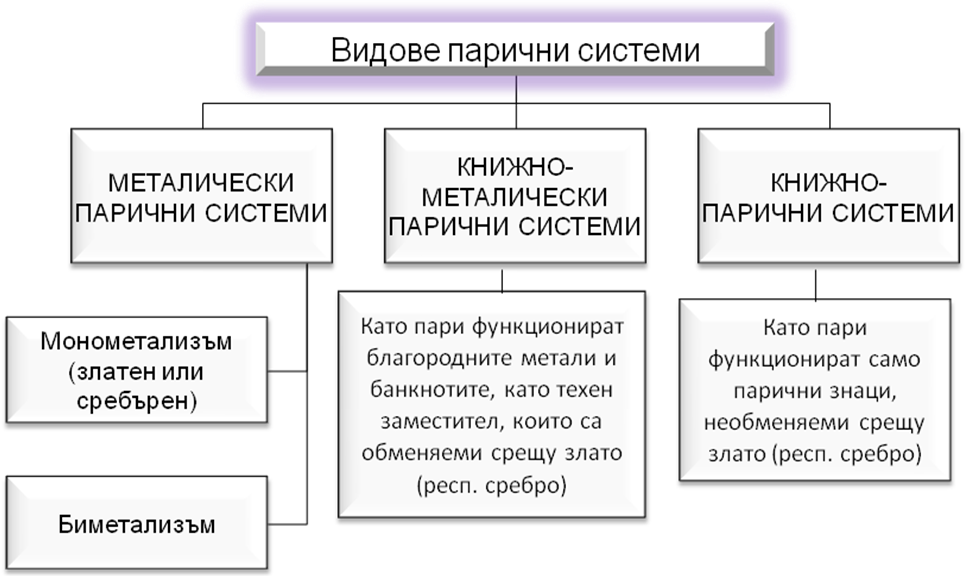 Видове парични системи
МЕТАЛИЧЕСКИ
ПАРИЧНИ СИСТЕМИ
Монометализъм
(златен или
сребърен)
Биметализъм
КНИЖНО-
МЕТАЛИЧЕСКИ
ПАРИЧНИ СИСТЕМИ
Като пари функционират
благородните метали и
банкнотите, като техен
заместител, които са
обменяеми срещу злато
(респ. сребро)
КНИЖНО-
ПАРИЧНИ СИСТЕМИ
Като пари
функционират само
парични знаци,
необменяеми срещу
злато (респ. сребро)